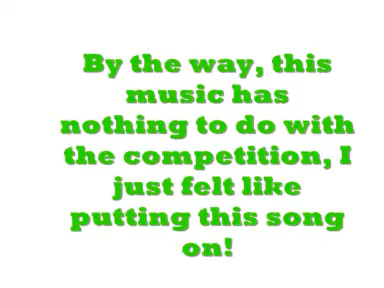 By the way, this
music has
nothing to do with
the competition, I
just felt like
putting this song
on!